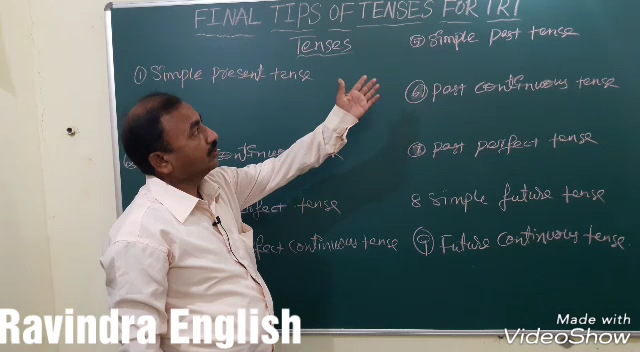 FINAL TIPS OF TENSES FOR TRT
Tenses
① Simple present tense
tense
perfect continuous tense
⑤ Simple past tense
⑥ past continuous tense
⑦ past perfect tense
8 Simple future tense
⑨ Future continuous tense.
Ravindra English
Made with
VideoShow